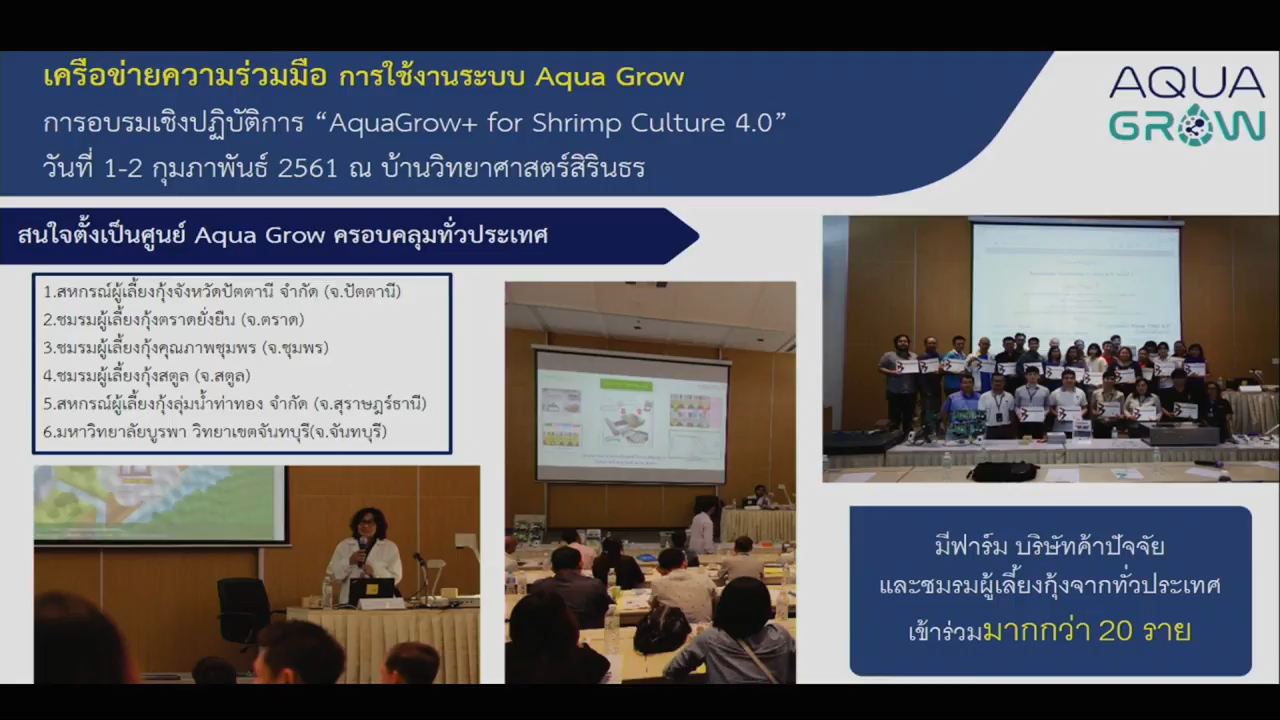 เครือข่ายความร่วมมือ การใช้งานระบบ Aqua Grow
การอบรมเชิงปฏิบัติการ “AquaGrow+ for Shrimp Culture 4.0”
วันที่ 1-2 กุมภาพันธ์ 2561 ณ บ้านวิทยาศาสตร์สิรินธร
AQUA
GROW
สนใจตั้งเป็นศูนย์ Aqua Grow ครอบคลุมทั่วประเทศ
1.สหกรณ์ผู้เลี้ยงกุ้งจังหวัดปัตตานี จำกัด (จ.ปัตตานี)
2.ชมรมผู้เลี้ยงกุ้งตราดยั่งยืน (จ.ตราด)
3.ชมรมผู้เลี้ยงกุ้งคุณภาพชุมพร (จ.ชุมพร)
4.ชมรมผู้เลี้ยงกุ้งสตูล (จ.สตูล)
5.สหกรณ์ผู้เลี้ยงกุ้งลุ่มน้ำท่าทอง จำกัด (จ.สุราษฎร์ธานี)
6.มหาวิทยาลัยบูรพา วิทยาเขตจันทบุรี(จ.จันทบุรี)
มีฟาร์ม บริษัทค้าปัจจัย
และชมรมผู้เลี้ยงกุ้งจากทั่วประเทศ
เข้าร่วมมากกว่า 20 ราย